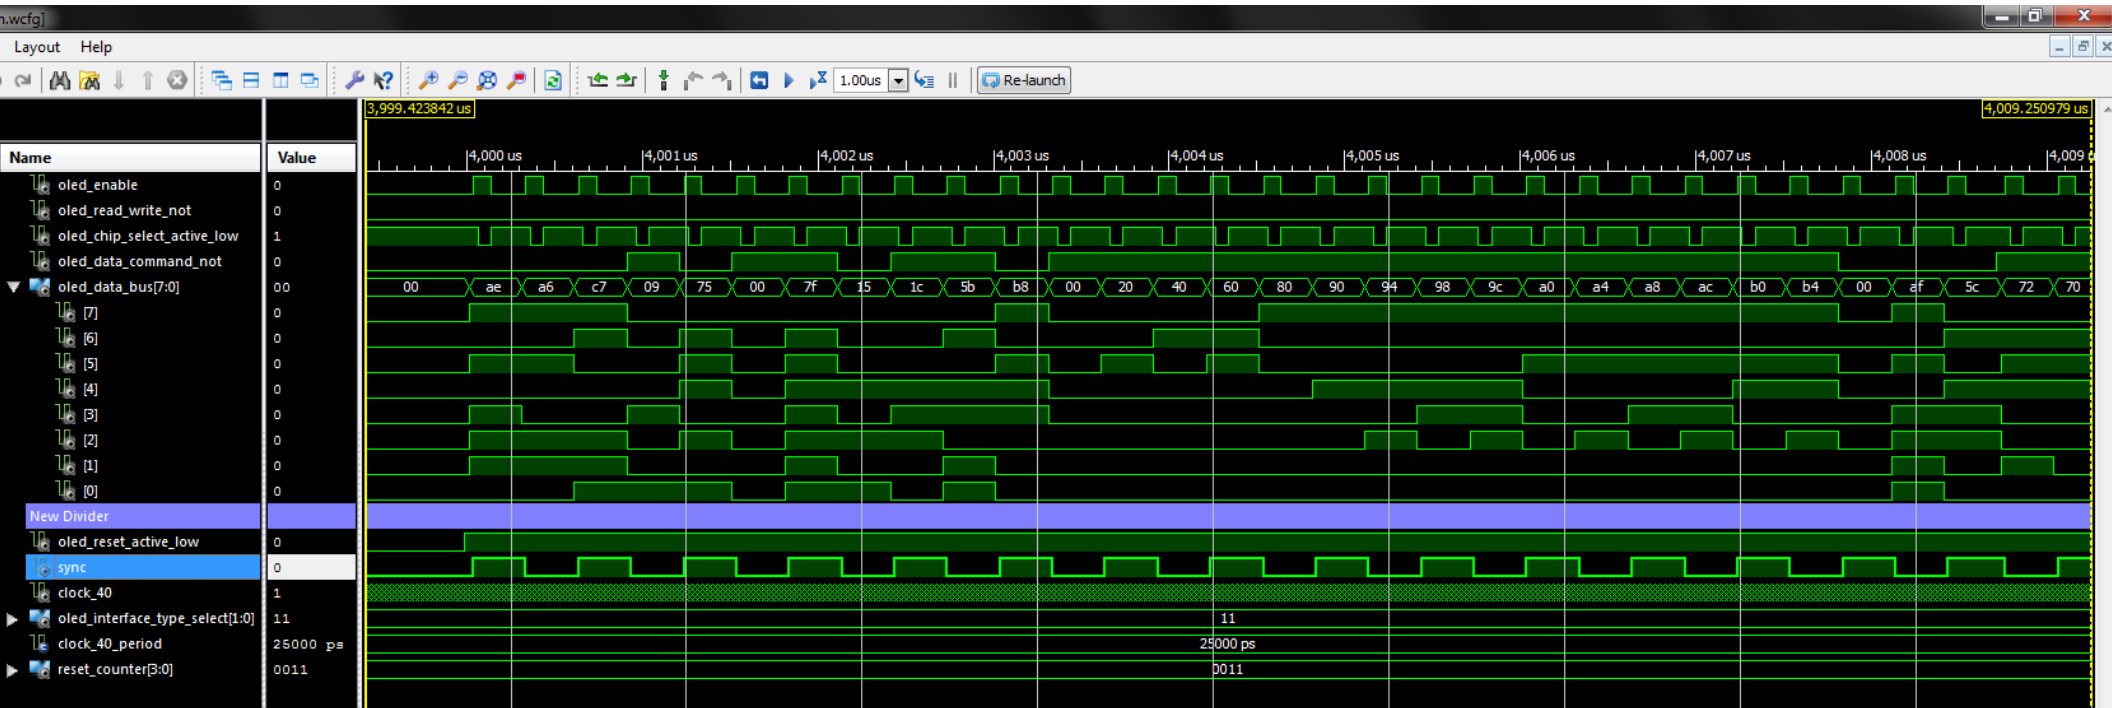 n.wcfg]
Layout Help
1.00us Re-launch
3,999.423842 us 4,009.250979 us
Name Value 4,000 us 4,001 us 4,002 us 4,003 us 4,004 us 4,005 us 4,006 us 4,007 us 4,008 us 4,009
oled_enable 0
oled_read_write_not 0
oled_chip_select_active_low 1
oled_data_command_not 0
oled_data_bus[7:0] 00 00 ae a6 c7 09 75 00 7f 15 1c 5b b8 00 20 40 60 80 90 94 98 9c a0 a4 a8 ac b0 b4 00 af 5c 72 70
[7] 0
[6] 0
[5] 0
[4] 0
[3] 0
[2] 0
[1] 0
[0] 0
New Divider
oled_reset_active_low 0
sync 0
clock_40 1
oled_interface_type_select[1:0] 11 11
clock_40_period 25000 ps 25000 ps
reset_counter[3:0] 0011 0011